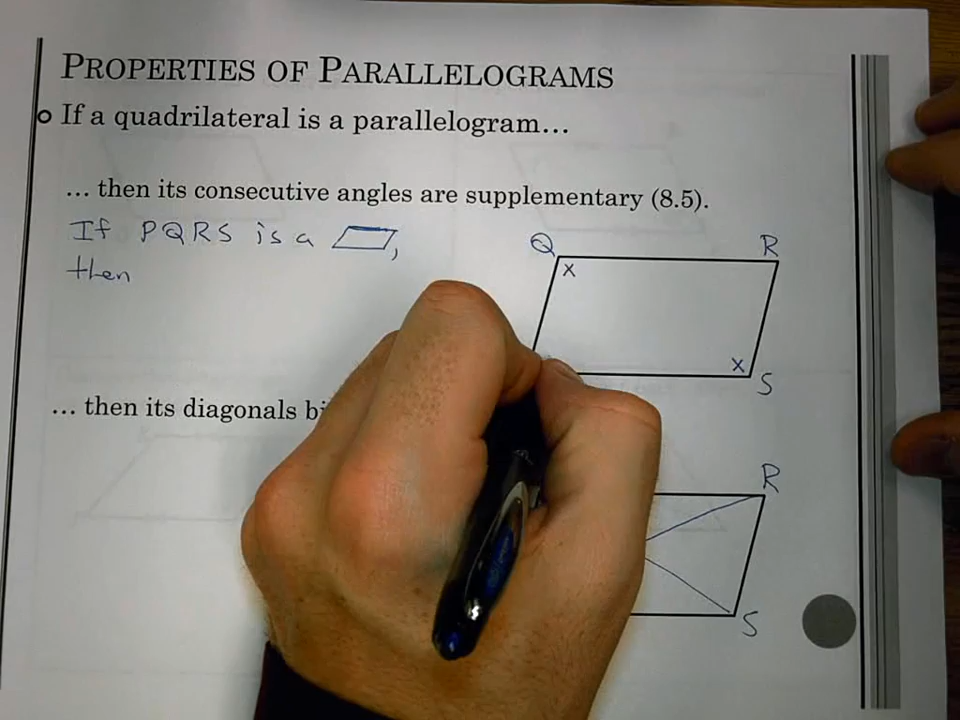 PROPERTIES OF PARALLELOGRAMS
If a quadrilateral is a parallelogram...
... then its consecutive angles are supplementary (8.5).
If PQRS is a ▱,
then
Q R
x
x
S
... then its diagonals
R
S